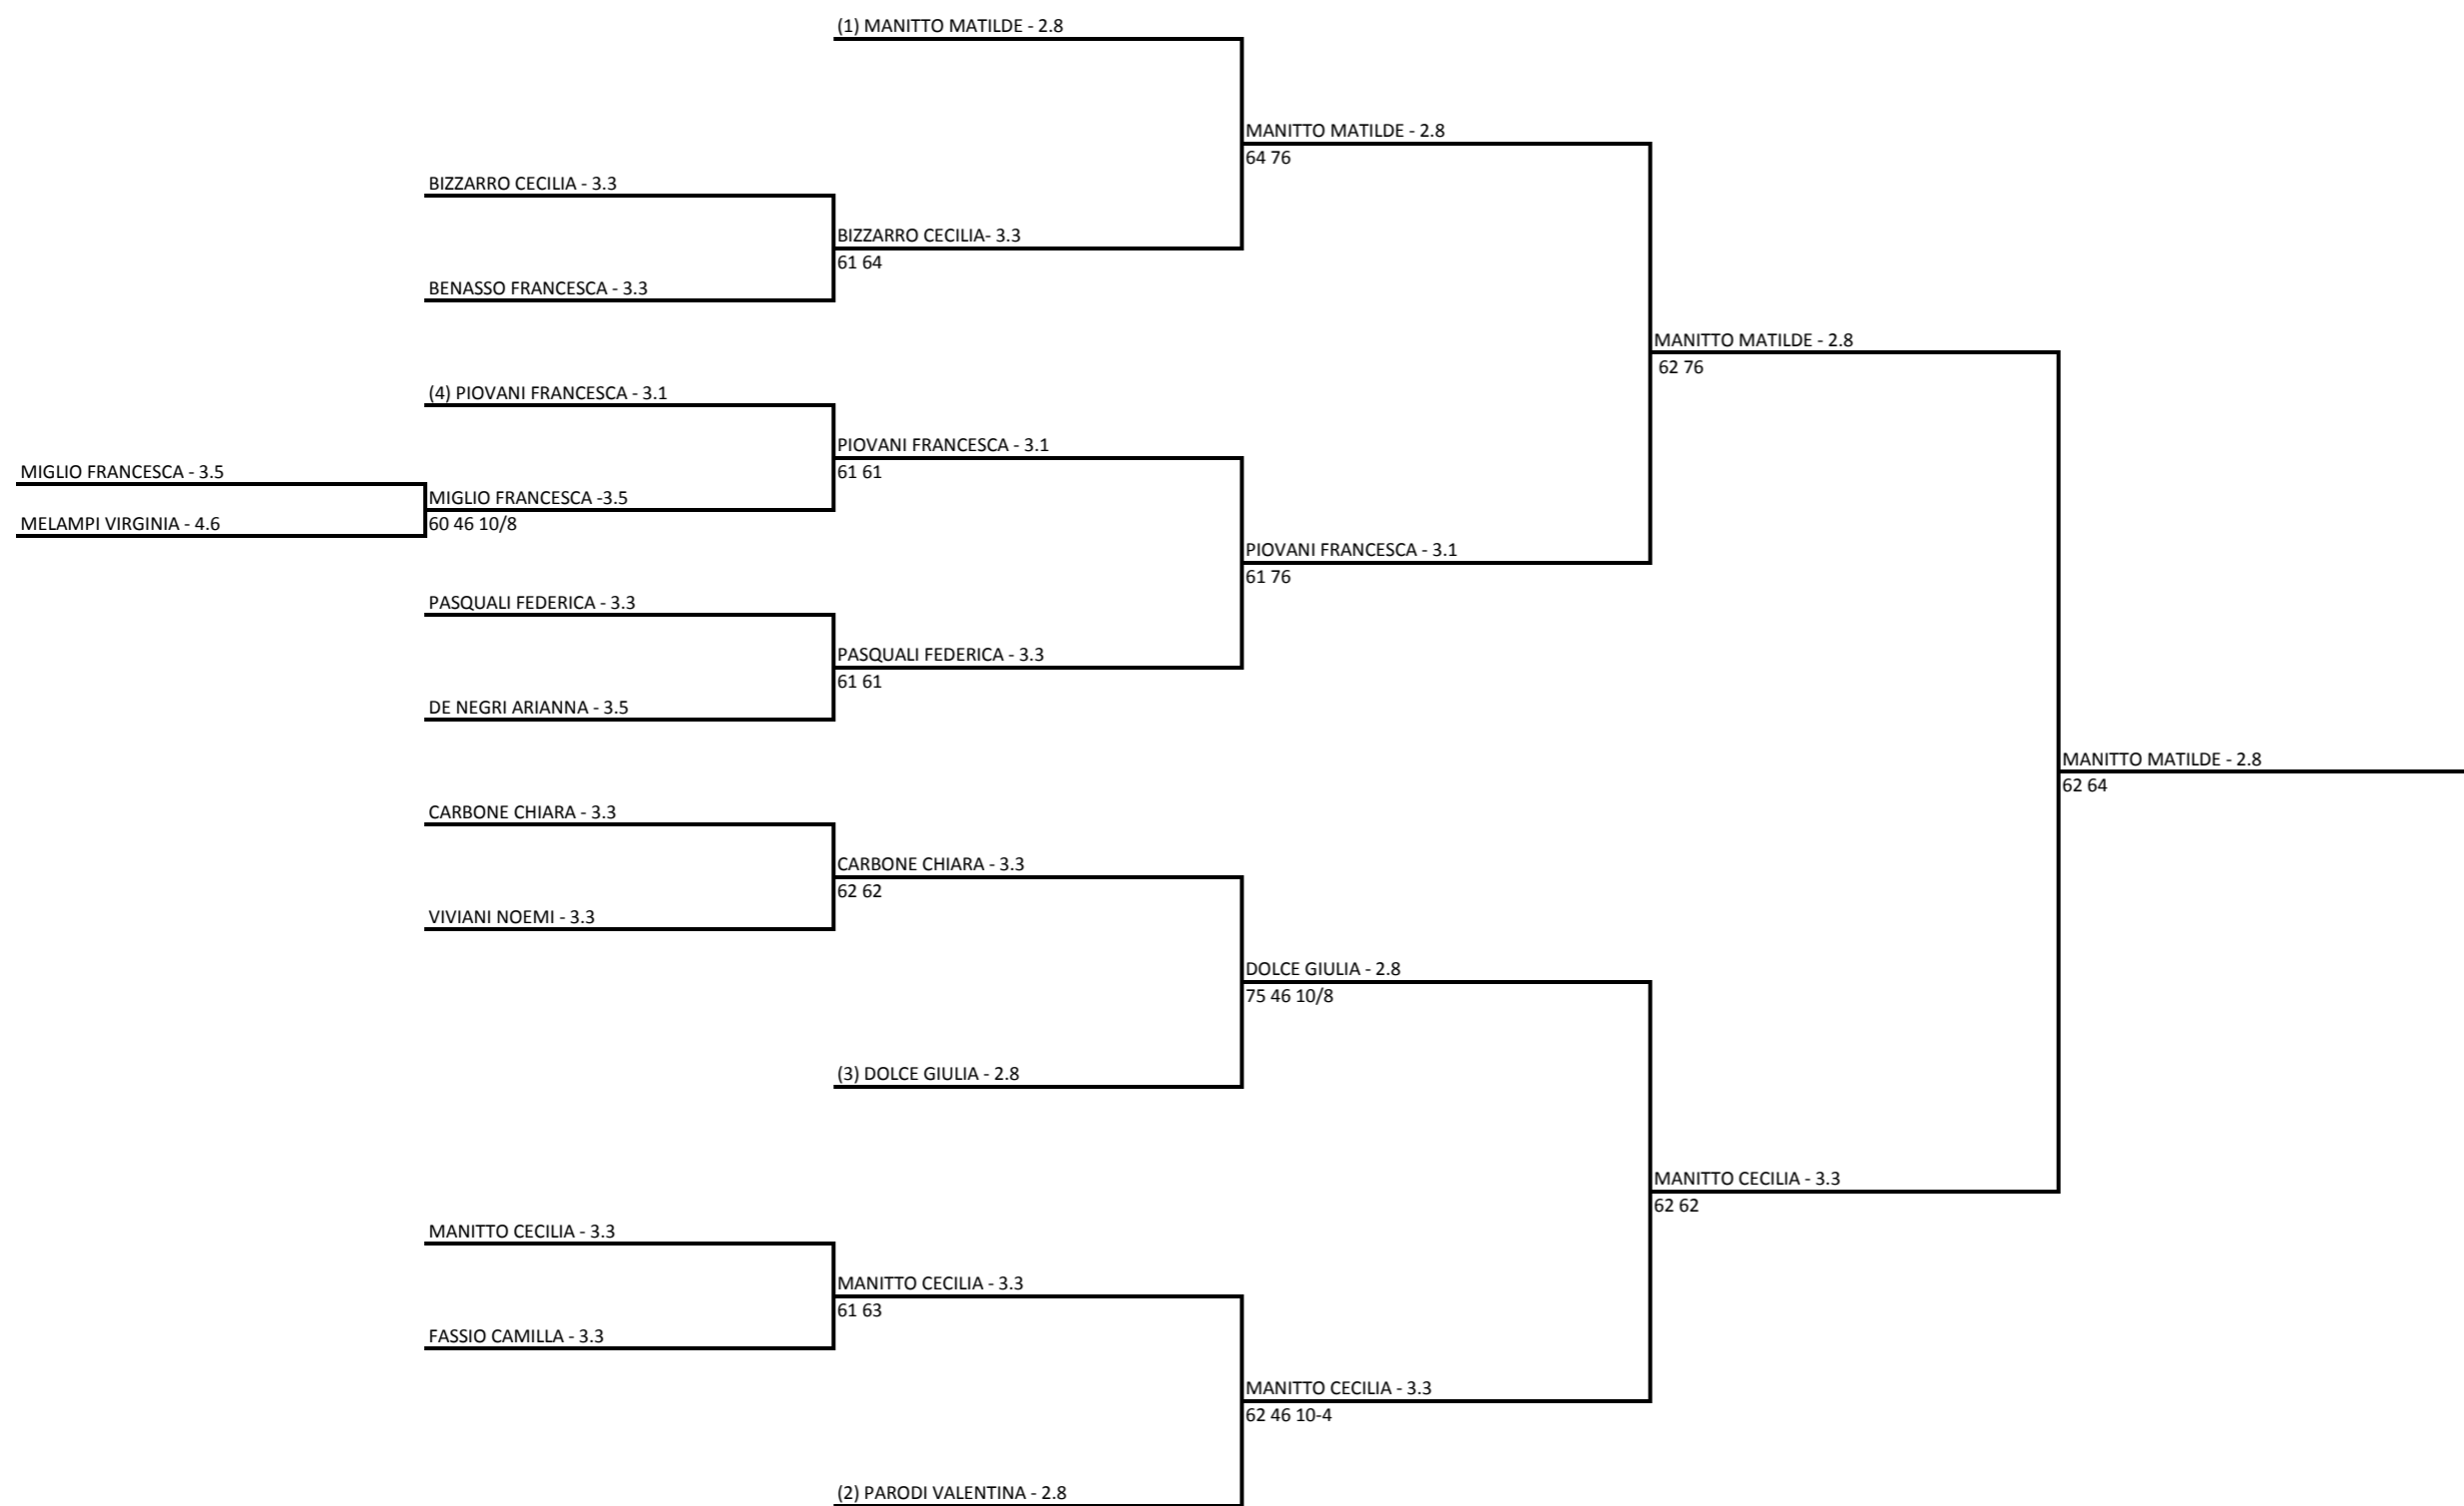 (1) MANITTO MATILDE - 2.8
MANITTO MATILDE - 2.8
64 76
BIZZARRO CECILIA - 3.3
BIZZARRO CECILIA- 3.3
61 64
BENASSO FRANCESCA - 3.3
MANITTO MATILDE - 2.8
62 76
(4) PIOVANI FRANCESCA - 3.1
PIOVANI FRANCESCA - 3.1
61 61
MIGLIO FRANCESCA - 3.5
MIGLIO FRANCESCA -3.5
MELAMPI VIRGINIA - 4.6
60 46 10/8
PIOVANI FRANCESCA - 3.1
61 76
PASQUALI FEDERICA - 3.3
PASQUALI FEDERICA - 3.3
61 61
DE NEGRI ARIANNA - 3.5
MANITTO MATILDE - 2.8
62 64
CARBONE CHIARA - 3.3
CARBONE CHIARA - 3.3
62 62
VIVIANI NOEMI - 3.3
DOLCE GIULIA - 2.8
75 46 10/8
(3) DOLCE GIULIA - 2.8
MANITTO CECILIA - 3.3
62 62
MANITTO CECILIA - 3.3
MANITTO CECILIA - 3.3
61 63
FASSIO CAMILLA - 3.3
MANITTO CECILIA - 3.3
62 46 10-4
(2) PARODI VALENTINA - 2.8